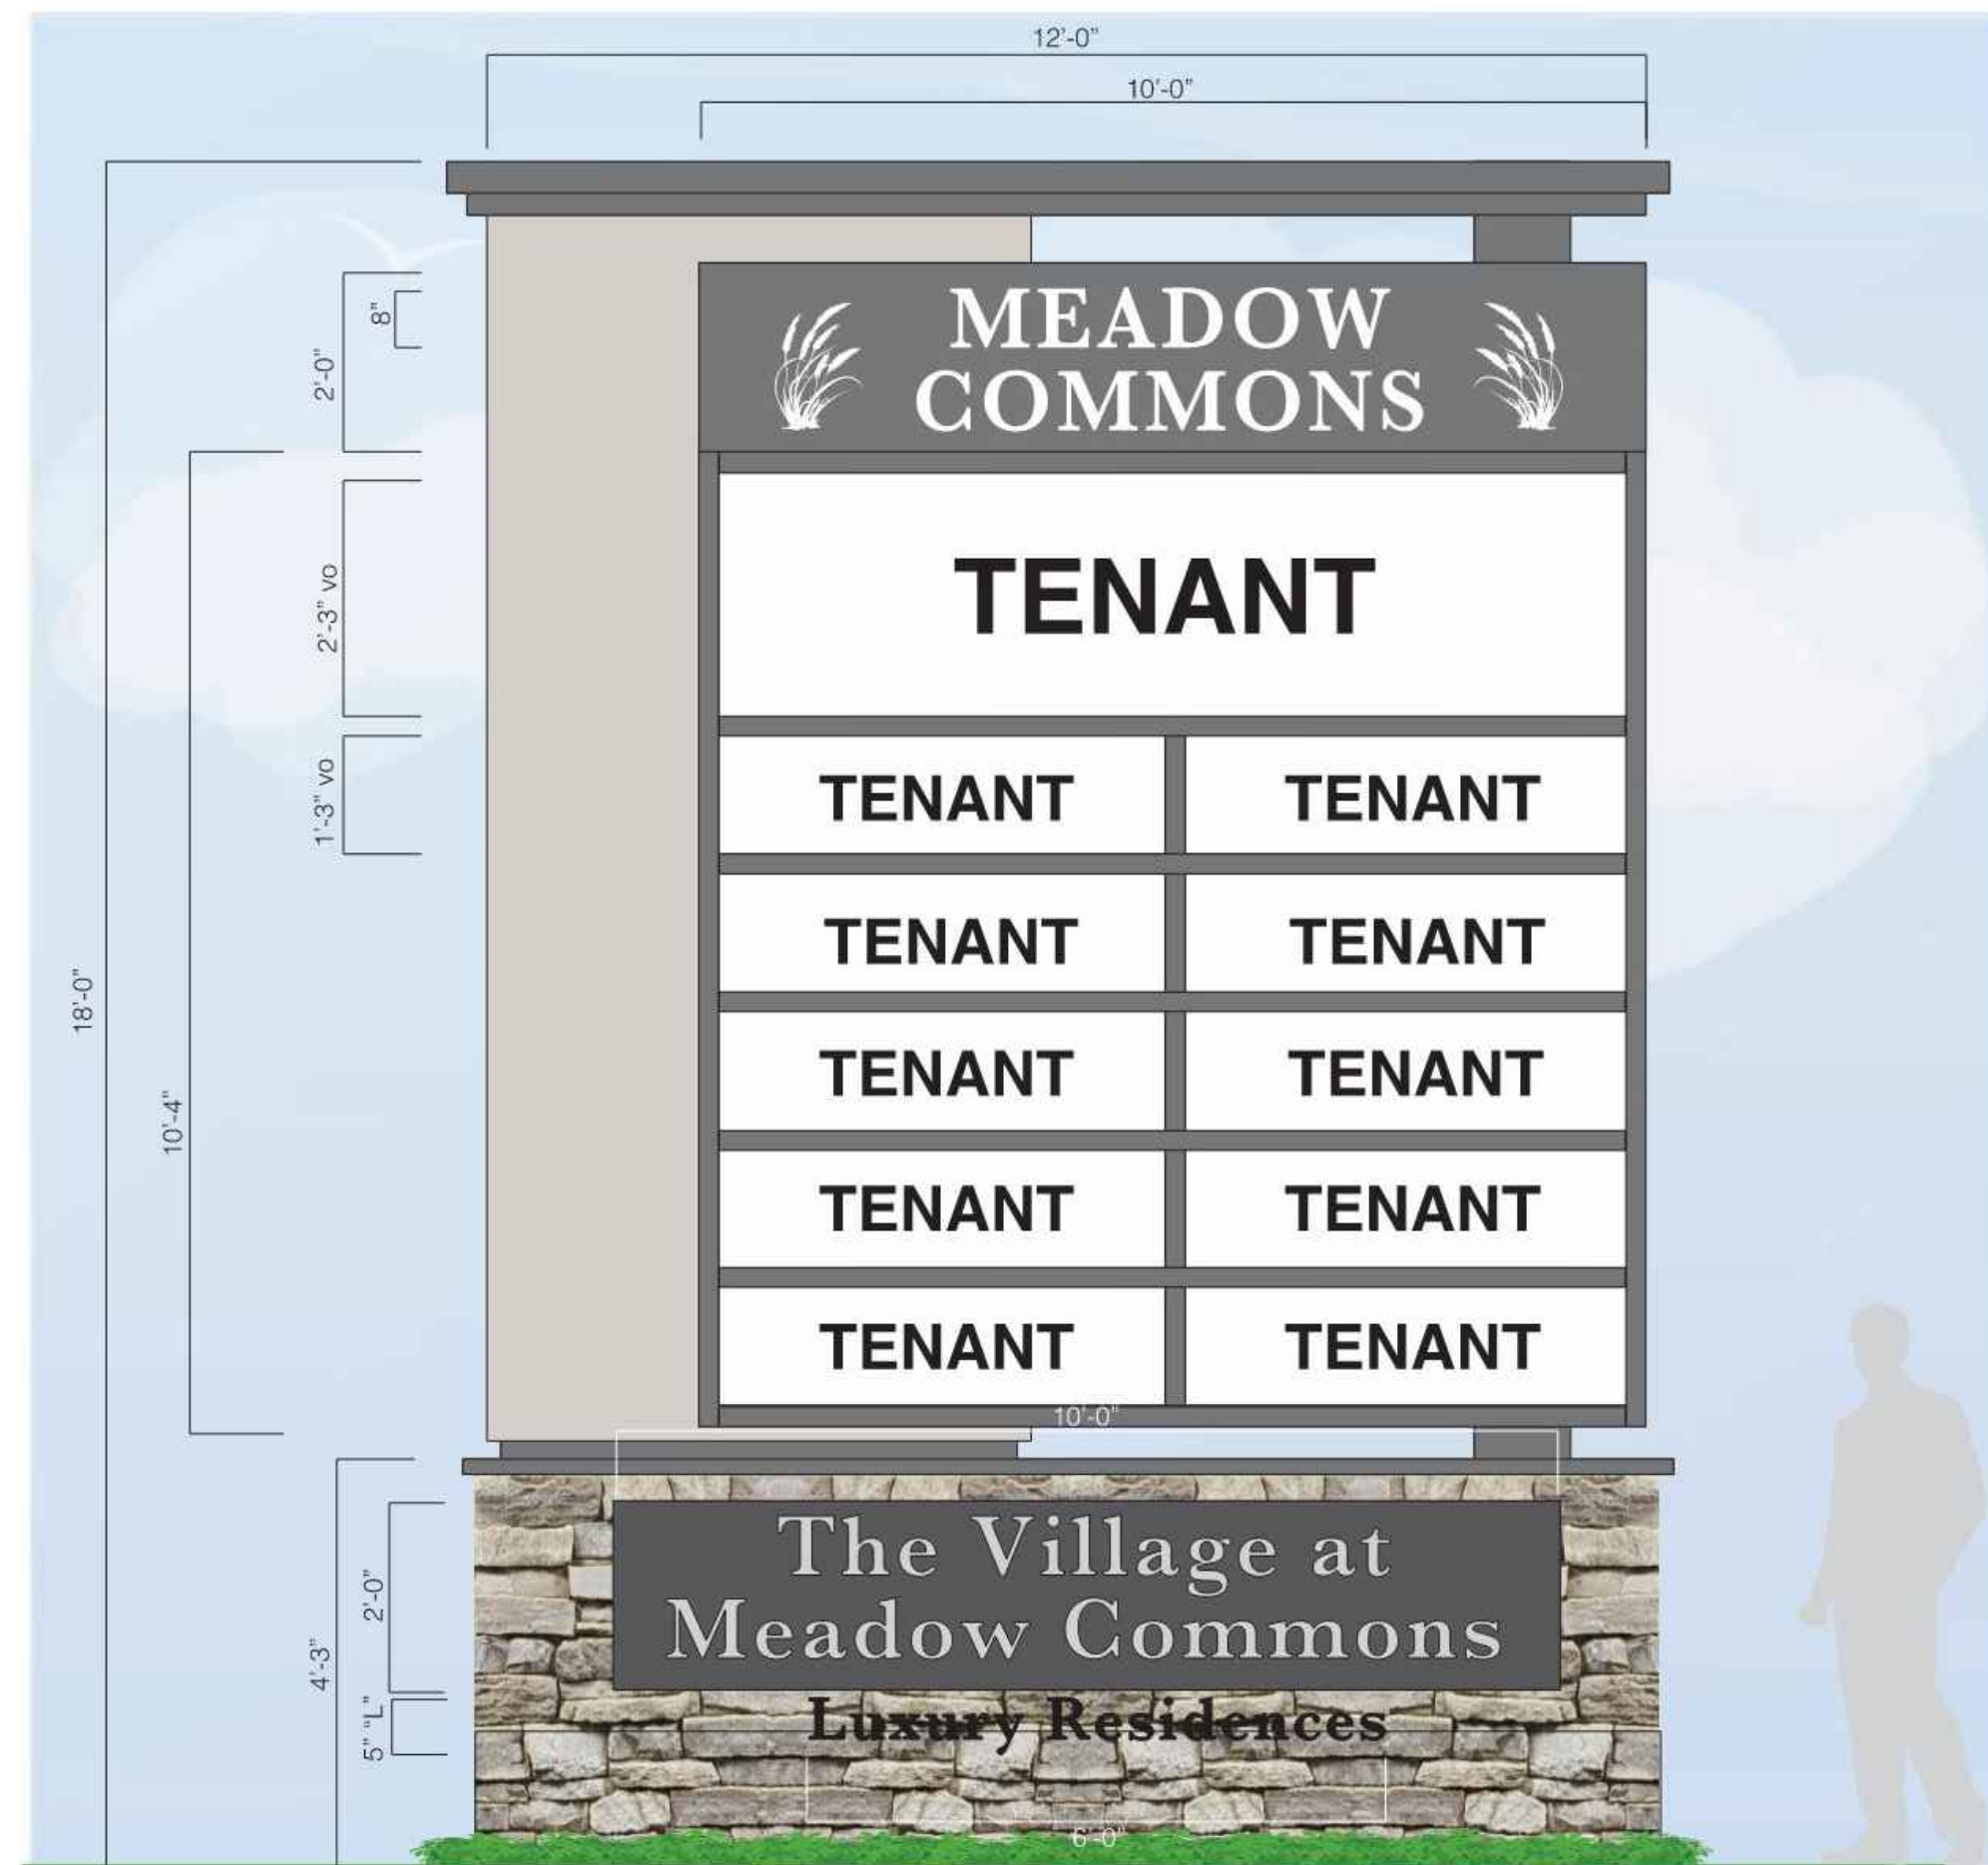 12'-0"
10'-0"
8"
2'-0"
MEADOW
COMMONS
2'-3" vo
TENANT
1'-3" vo
TENANT TENANT
TENANT TENANT
18'-0"
10'-4"
TENANT TENANT
TENANT TENANT
TENANT TENANT
10'-0"
The Village at
Meadow Commons
2'-0"
4'-3"
5" "L"
Luxury Residences
6'-0"